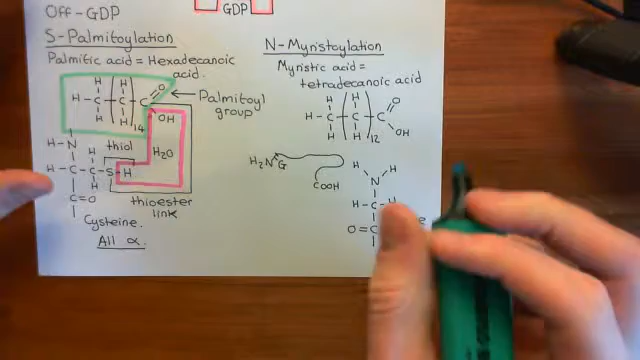 Off-GDP
GDP
S-Palmitoylation
Palmitic acid = Hexadecanoic
acid.
H H O
H-C-C-C
H H 14 OH
Palmitoyl
group
H-N thiol H₂O
H H
H-C-C-S-H
H
C=O
thioester
link
Cysteine.
All α.
N-Myristoylation
Myristic acid =
tetradecanoic acid
H H O
H-C-C-C
H H 12 OH
H₂N G
COOH
H H
N
H-C-H
O=C